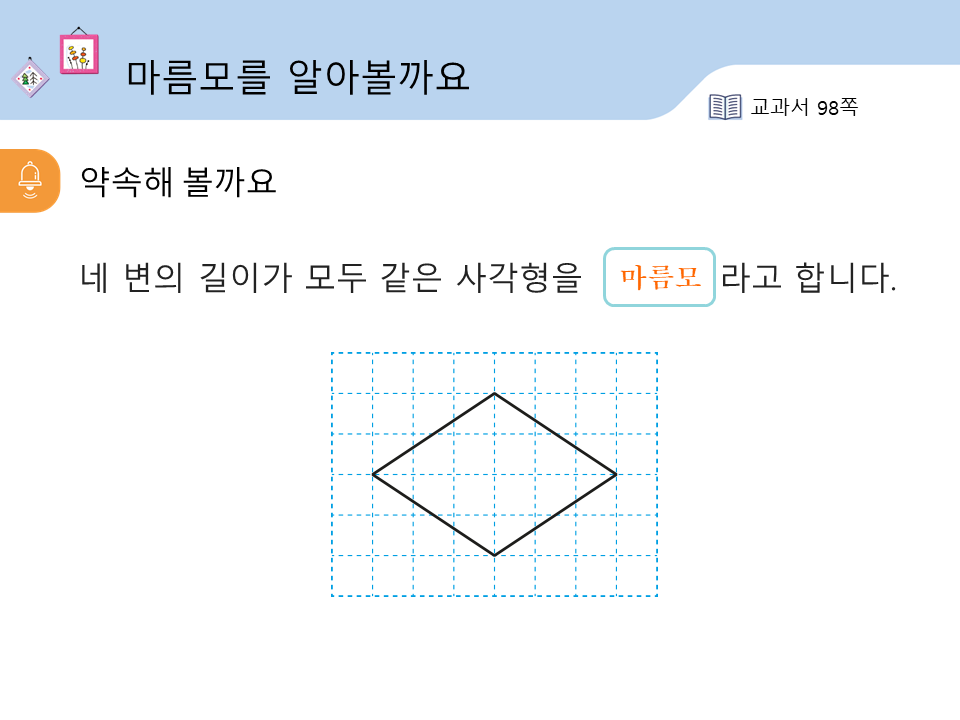 마름모를 알아볼까요
교과서 98쪽
약속해 볼까요
네 변의 길이가 모두 같은 사각형을 마름모 라고 합니다.